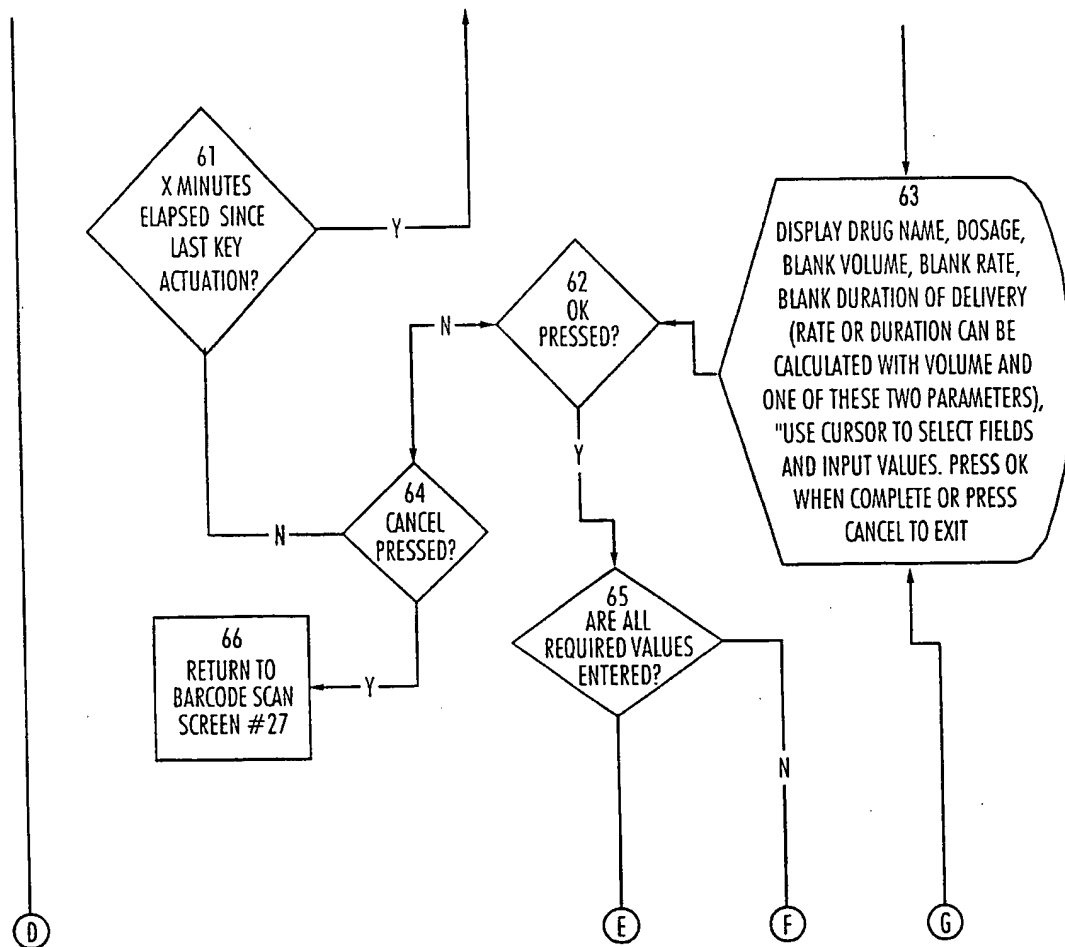 61
X MINUTES
ELAPSED SINCE
LAST KEY
ACTUATION?
Y
62
OK
PRESSED?
N
Y
63
DISPLAY DRUG NAME, DOSAGE,
BLANK VOLUME, BLANK RATE,
BLANK DURATION OF DELIVERY
(RATE OR DURATION CAN BE
CALCULATED WITH VOLUME AND
ONE OF THESE TWO PARAMETERS),
"USE CURSOR TO SELECT FIELDS
AND INPUT VALUES. PRESS OK
WHEN COMPLETE OR PRESS
CANCEL TO EXIT
64
CANCEL
PRESSED?
N
Y
65
ARE ALL
REQUIRED VALUES
ENTERED?
N
66
RETURN TO
BARCODE SCAN
SCREEN #27
D
E
F
G